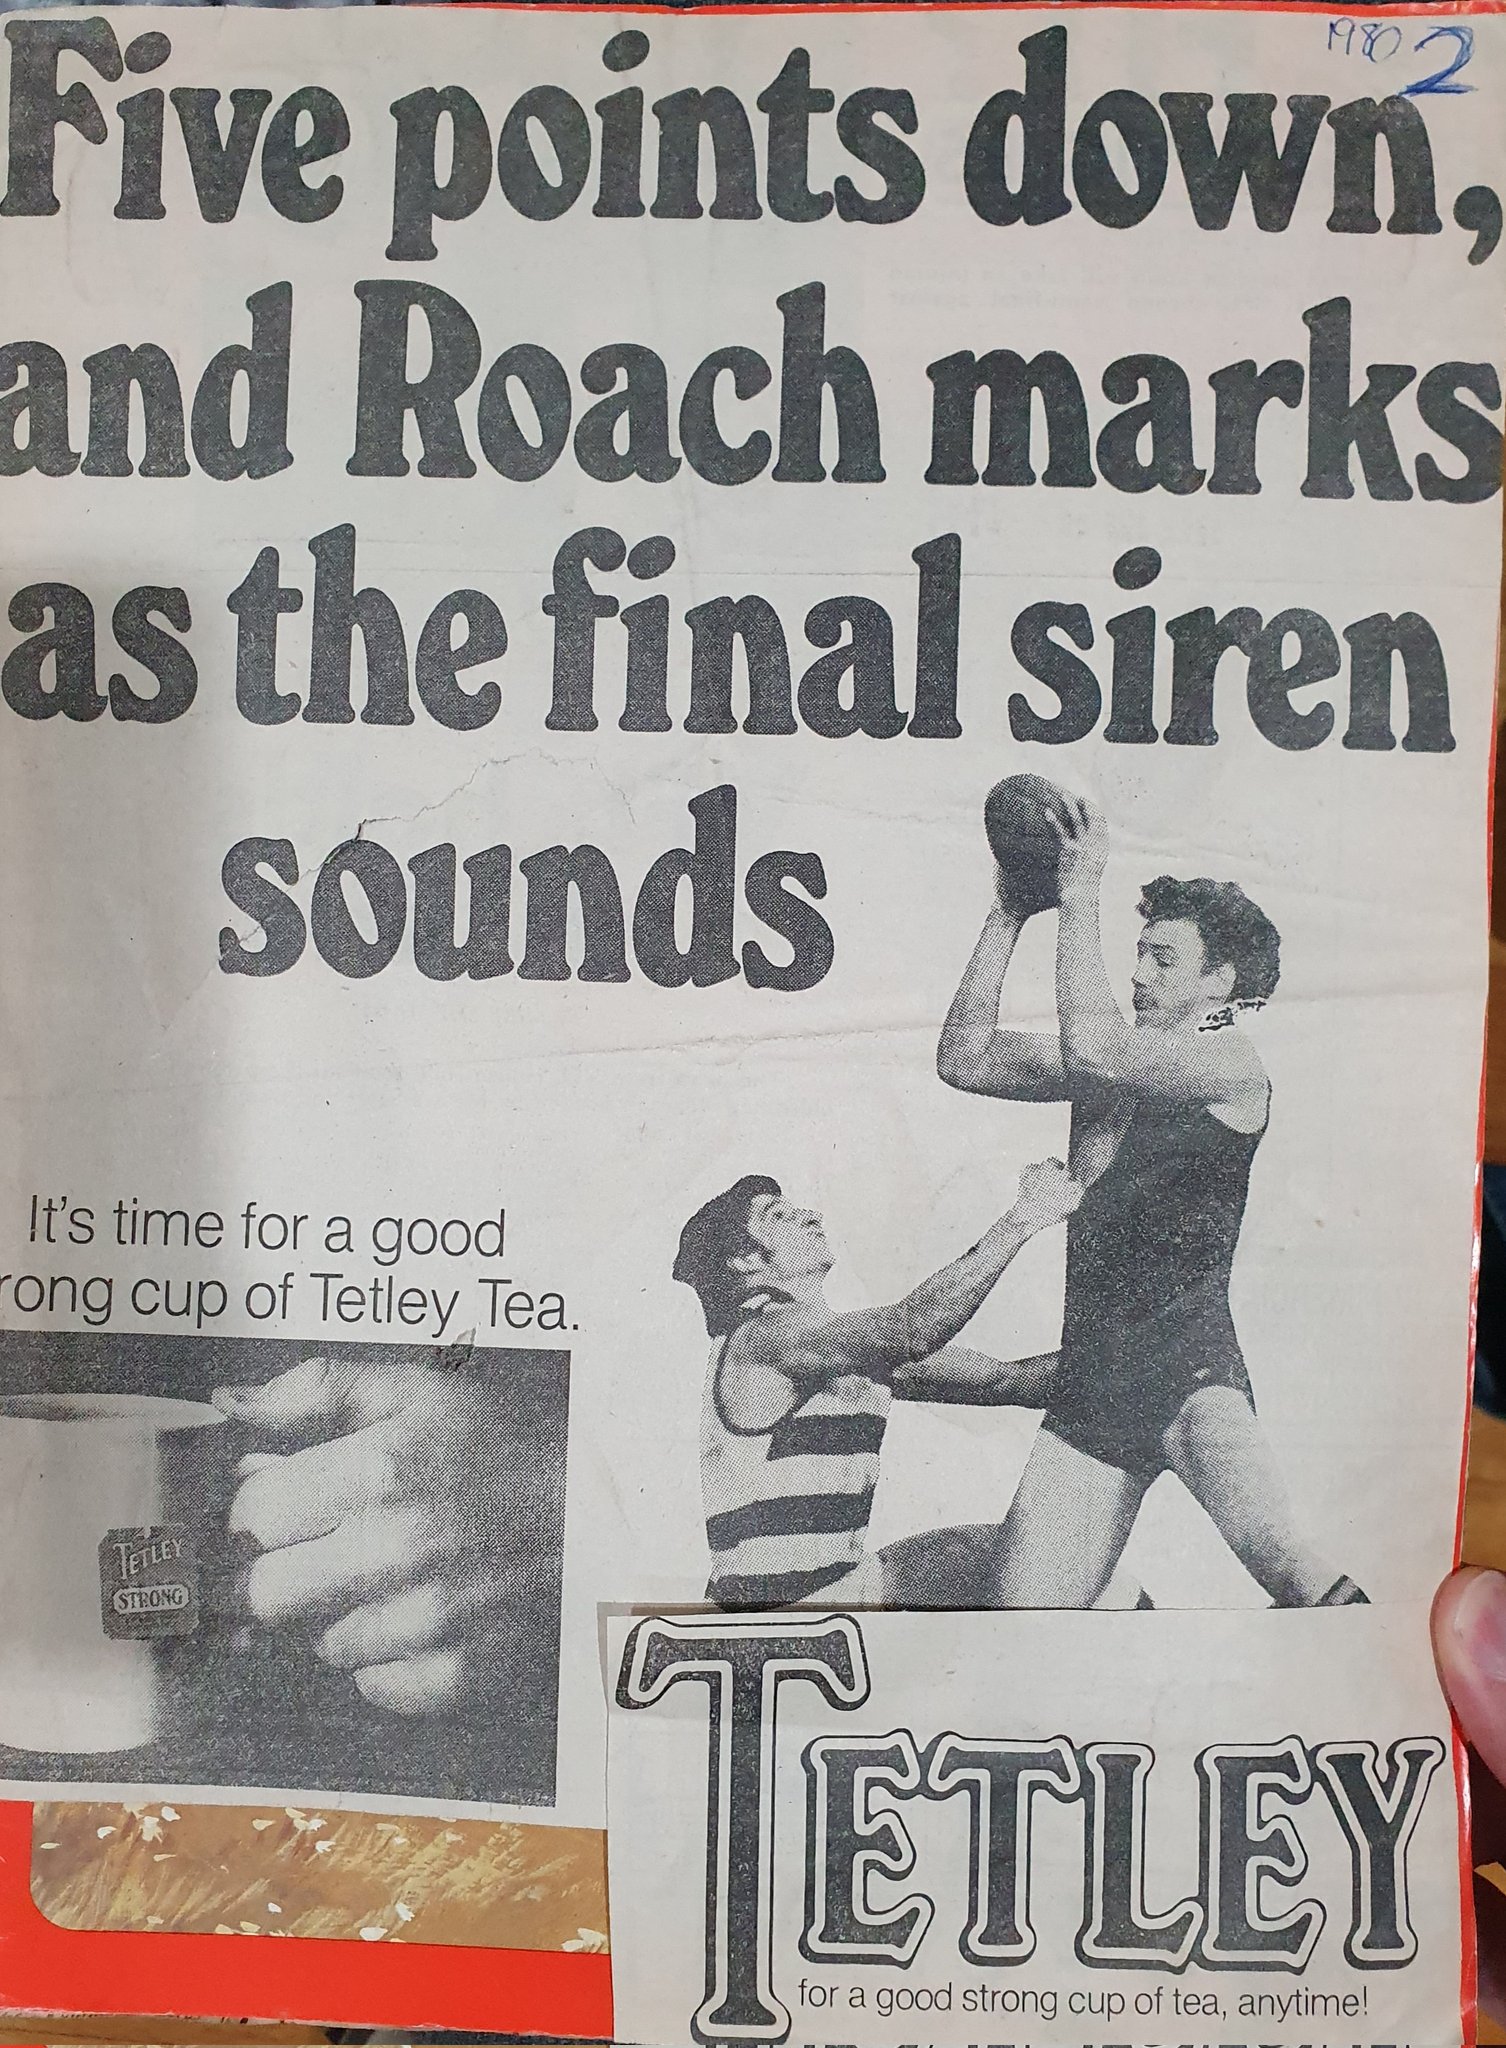 1980 2
Five points down,
and Roach marks
as the final siren
sounds
It's time for a good
rong cup of Tetley Tea.
TETLEY
STRONG
TETLEY
for a good strong cup of tea, anytime!